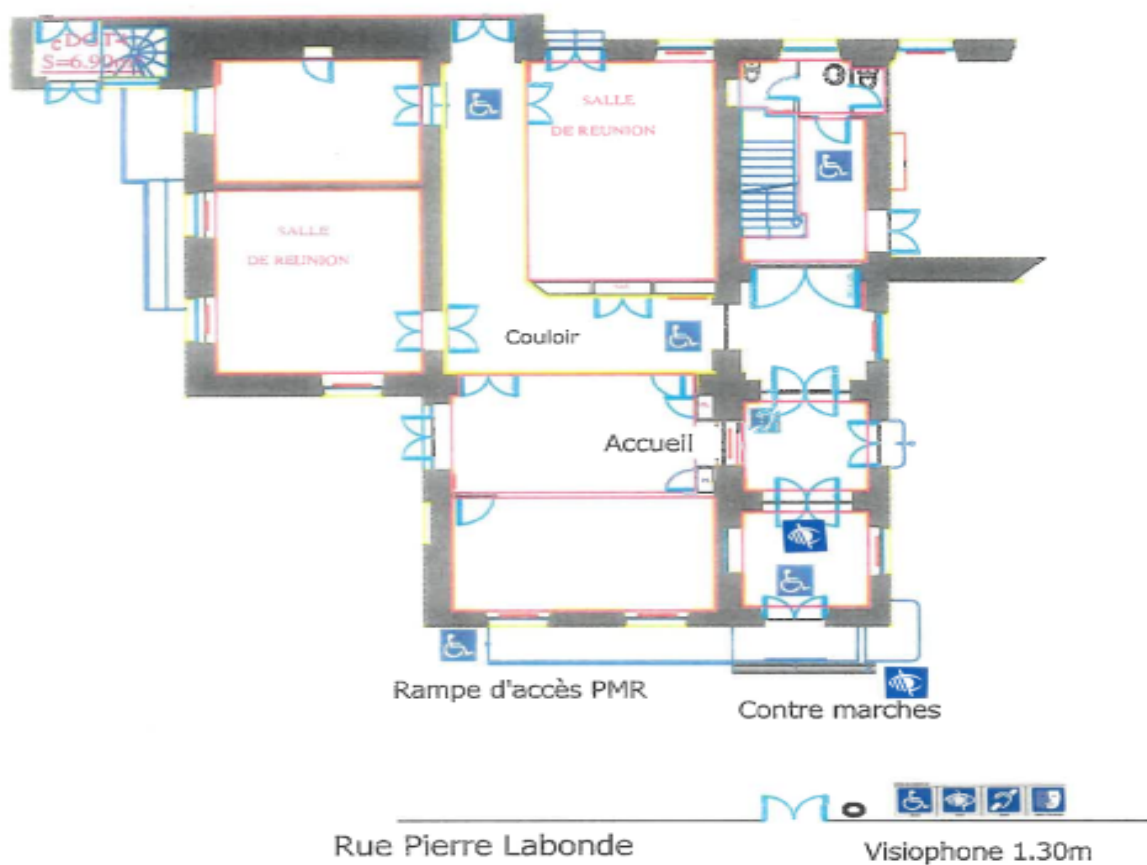 SALLE
DE REUNION
SALLE
DE REUNION
Couloir
Accueil
Rampe d'accès PMR
Contre marches
Rue Pierre Labonde
Visiophone 1.30m